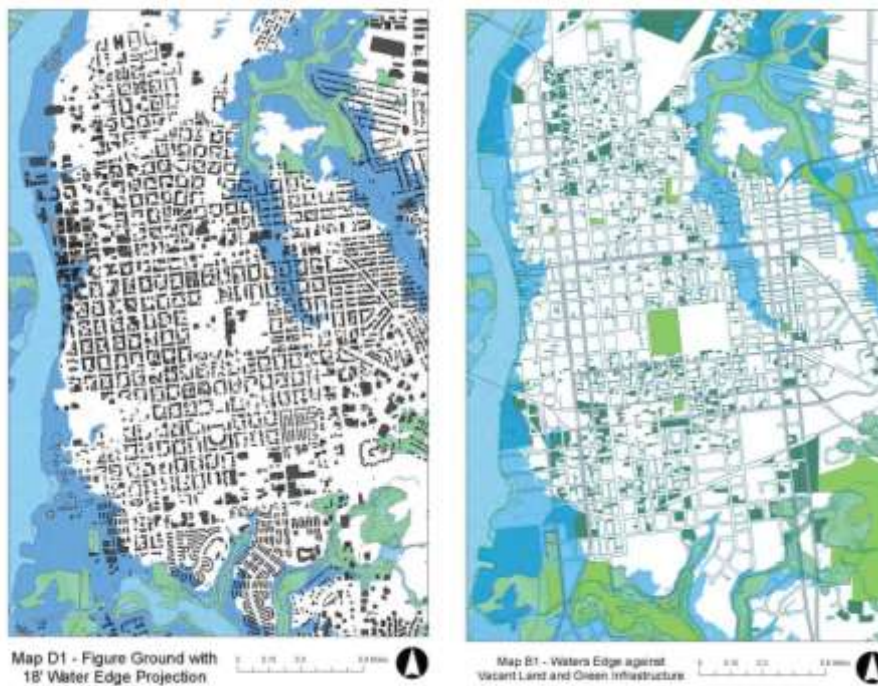 Map D1 - Figure Ground with
18' Water Edge Projection
Map B1 - Waters Edge against
Vacant Land and Green Infrastructure